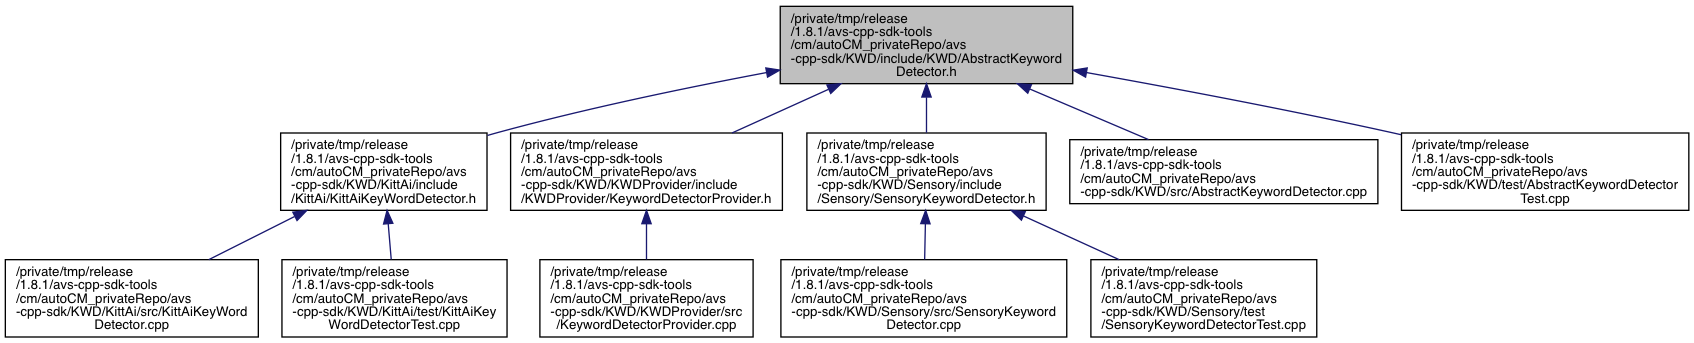 /private/tmp/release
/1.8.1/avs-cpp-sdk-tools
/cm/autoCM_privateRepo/avs
-cpp-sdk/KWD/include/KWD/AbstractKeyword
Detector.h
/private/tmp/release
/1.8.1/avs-cpp-sdk-tools
/cm/autoCM_privateRepo/avs
-cpp-sdk/KWD/KittAi/include
/KittAi/KittAiKeyWordDetector.h
/private/tmp/release
/1.8.1/avs-cpp-sdk-tools
/cm/autoCM_privateRepo/avs
-cpp-sdk/KWD/KWDProvider/include
/KWDProvider/KeywordDetectorProvider.h
/private/tmp/release
/1.8.1/avs-cpp-sdk-tools
/cm/autoCM_privateRepo/avs
-cpp-sdk/KWD/Sensory/include
/Sensory/SensoryKeywordDetector.h
/private/tmp/release
/1.8.1/avs-cpp-sdk-tools
/cm/autoCM_privateRepo/avs
-cpp-sdk/KWD/src/AbstractKeywordDetector.cpp
/private/tmp/release
/1.8.1/avs-cpp-sdk-tools
/cm/autoCM_privateRepo/avs
-cpp-sdk/KWD/test/AbstractKeywordDetector
Test.cpp
/private/tmp/release
/1.8.1/avs-cpp-sdk-tools
/cm/autoCM_privateRepo/avs
-cpp-sdk/KWD/KittAi/src/KittAiKeyWord
Detector.cpp
/private/tmp/release
/1.8.1/avs-cpp-sdk-tools
/cm/autoCM_privateRepo/avs
-cpp-sdk/KWD/KittAi/test/KittAiKey
WordDetectorTest.cpp
/private/tmp/release
/1.8.1/avs-cpp-sdk-tools
/cm/autoCM_privateRepo/avs
-cpp-sdk/KWD/KWDProvider/src
/KeywordDetectorProvider.cpp
/private/tmp/release
/1.8.1/avs-cpp-sdk-tools
/cm/autoCM_privateRepo/avs
-cpp-sdk/KWD/Sensory/src/SensoryKeyword
Detector.cpp
/private/tmp/release
/1.8.1/avs-cpp-sdk-tools
/cm/autoCM_privateRepo/avs
-cpp-sdk/KWD/Sensory/test
/SensoryKeywordDetectorTest.cpp